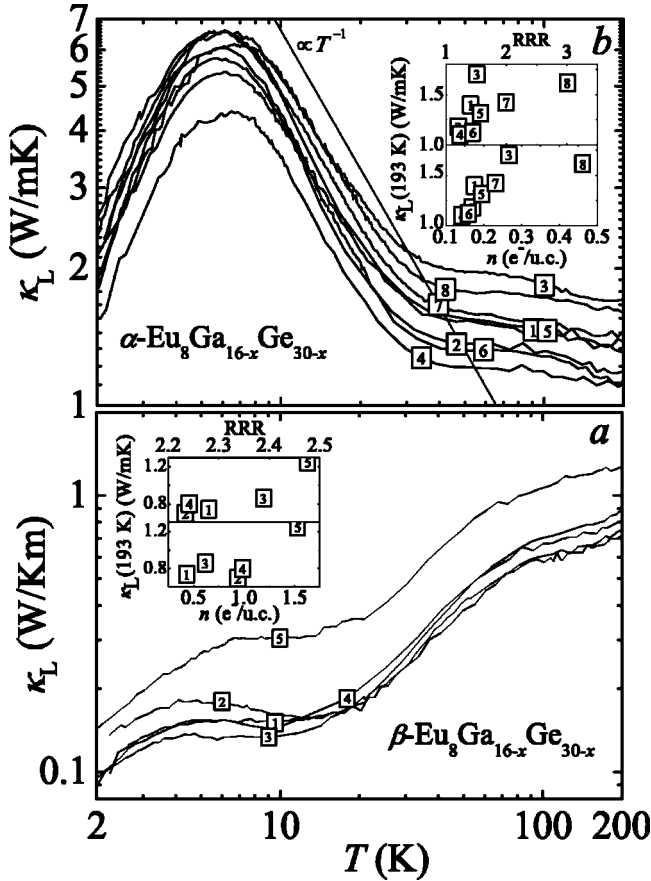 7
6
5
4
3
2
1
κL (W/mK)
∝T-1
b
RRR
1 2 3
κL(193 K) (W/mK)
1.5
1.0
1.5
1.0
3
8
1
7
5
4
6
3
8
1
7
5
6
0.1 0.2 0.3 0.4 0.5
n (e-/u.c.)
8
3
7
1
5
2
6
4
α-Eu8Ga16-xGe30-x
a
RRR
2.2 2.3 2.4 2.5
κL(193 K) (W/mK)
1.2
0.8
1.2
0.8
5
4
2
1
3
5
1
3
2
4
0.5 1.0 1.5
n (e-/u.c.)
1
0.1
κL (W/Km)
5
2
1
4
3
β-Eu8Ga16-xGe30-x
2 10 100 200
T (K)